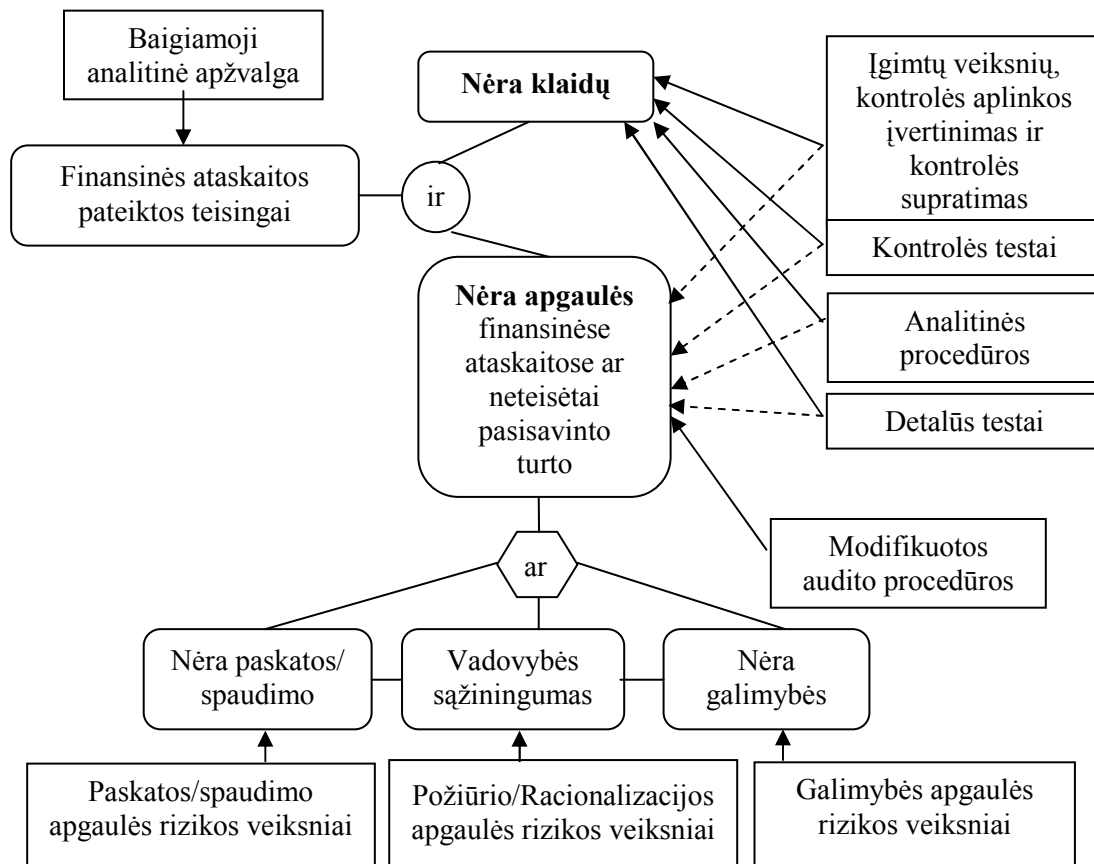 Baigiamoji
analitinė apžvalga
Nėra klaidų
Įgimtų veiksnių,
kontrolės aplinkos
įvertinimas ir
kontrolės
supratimas
Finansinės ataskaitos
pateiktos teisingai
ir
Kontrolės testai
Nėra apgaulės
finansinėse
ataskaitose ar
neteisėtai
pasisavinto
turto
Analitinės
procedūros
Detalūs testai
Modifikuotos
audito procedūros
ar
Nėra paskatos/
spaudimo
Vadovybės
sąžiningumas
Nėra
galimybės
Paskatos/spaudimo
apgaulės rizikos veiksniai
Požiūrio/Racionalizacijos
apgaulės rizikos veiksniai
Galimybės apgaulės
rizikos veiksniai